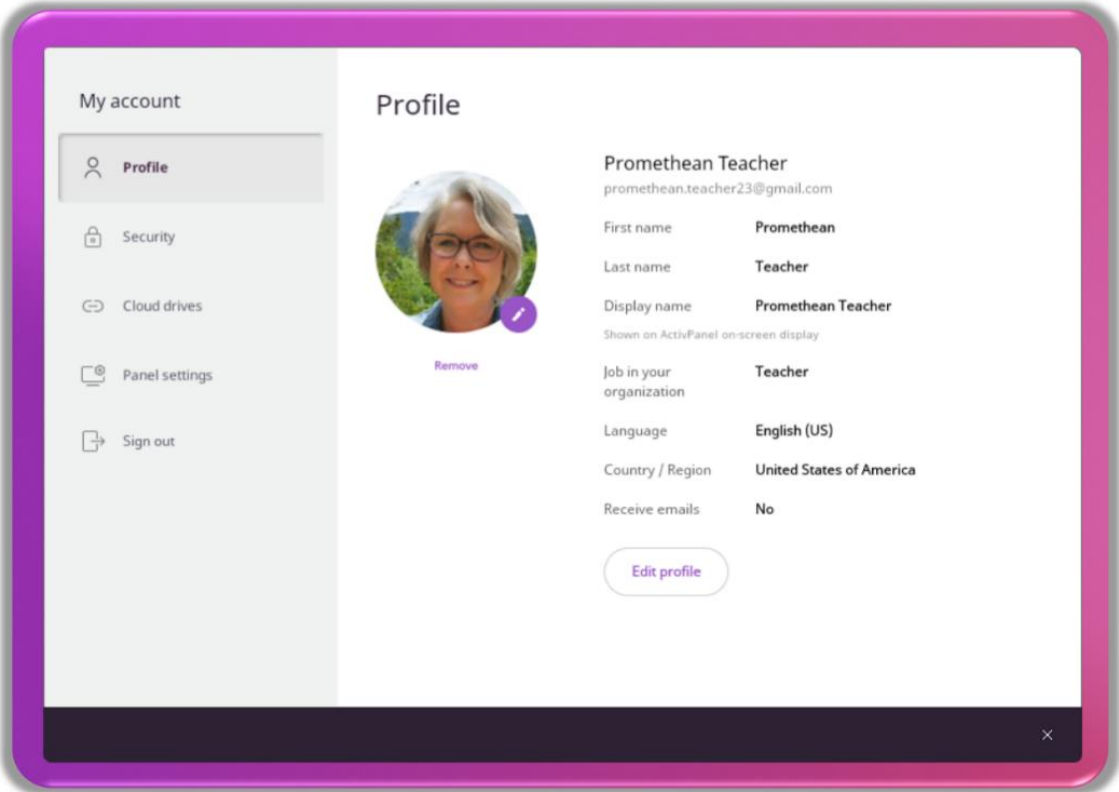 My account
Profile
Security
Cloud drives
Panel settings
Sign out
Profile
Remove
Promethean Teacher
promethean.teacher23@gmail.com
First name Promethean
Last name Teacher
Display name Promethean Teacher
Shown on ActivPanel on-screen display
Job in your Teacher
organization
Language English (US)
Country / Region United States of America
Receive emails No
Edit profile